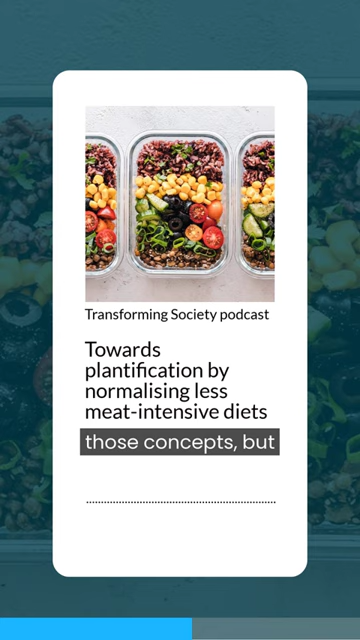 Transforming Society podcast
Towards
plantification by
normalising less
meat-intensive diets
those concepts, but